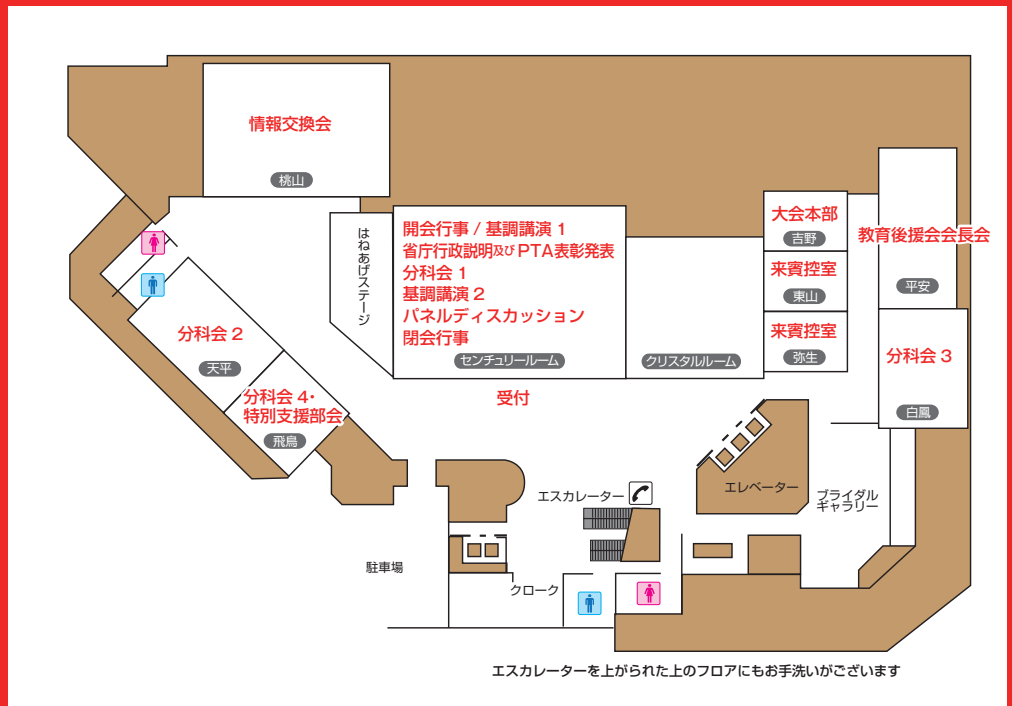 情報交換会
桃山
はねあげステージ
開会行事 / 基調講演 1
省庁行政説明及び PTA表彰発表
分科会 1
基調講演 2
パネルディスカッション
閉会行事
センチュリールーム
クリスタルルーム
大会本部
吉野
来賓控室
東山
来賓控室
弥生
教育後援会会長会
平安
分科会 3
白鳳
分科会 2
天平
分科会 4・
特別支援部会
飛鳥
受付
エスカレーター
エレベーター
ブライダル
ギャラリー
駐車場
クローク
エスカレーターを上がられた上のフロアにもお手洗いがございます